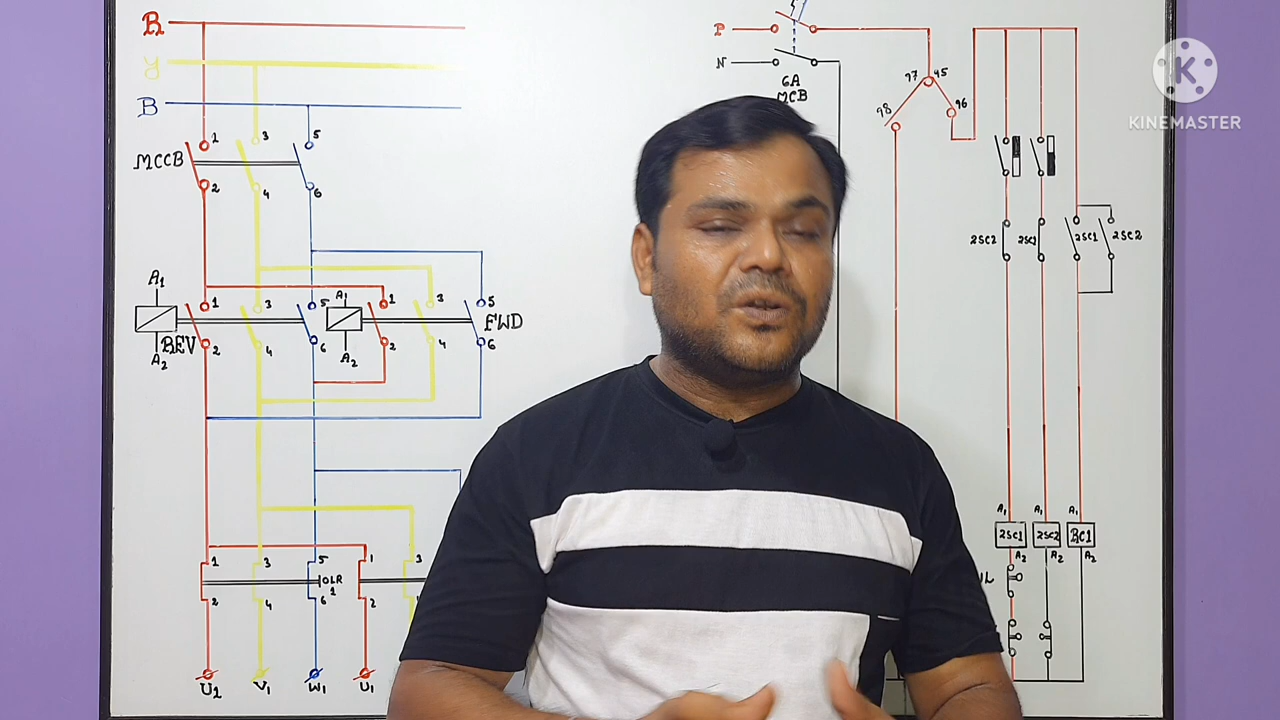 R
Y
B
MCCB
1
3
5
2
4
6
A1
A2
REV
1
3
5
2
4
6
A1
A2
1
3
5
FWD
2
4
6
1
3
5
OLR
1
2
4
6
1
3
2
U2
V1
W1
U1
P
N
6A
MCB
97
95
98
96
2SC2
2SC1
2SC1
2SC2
A1
A1
A1
2SC1
2SC2
BC1
A2
A2
A2
K
KINEMASTER